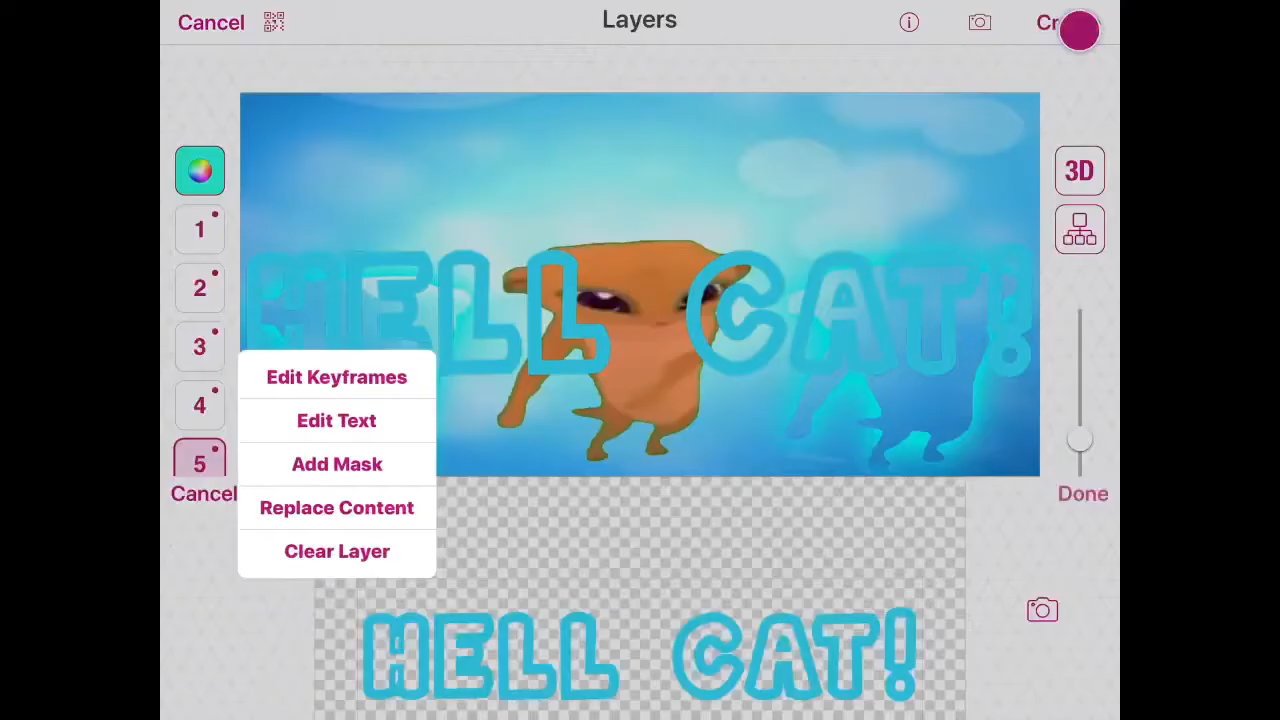 Cancel
Layers
Cr
3D
1
2
3
4
5
HELL CAT!
Edit Keyframes
Edit Text
Add Mask
Replace Content
Clear Layer
Cancel
Done
HELL CAT!